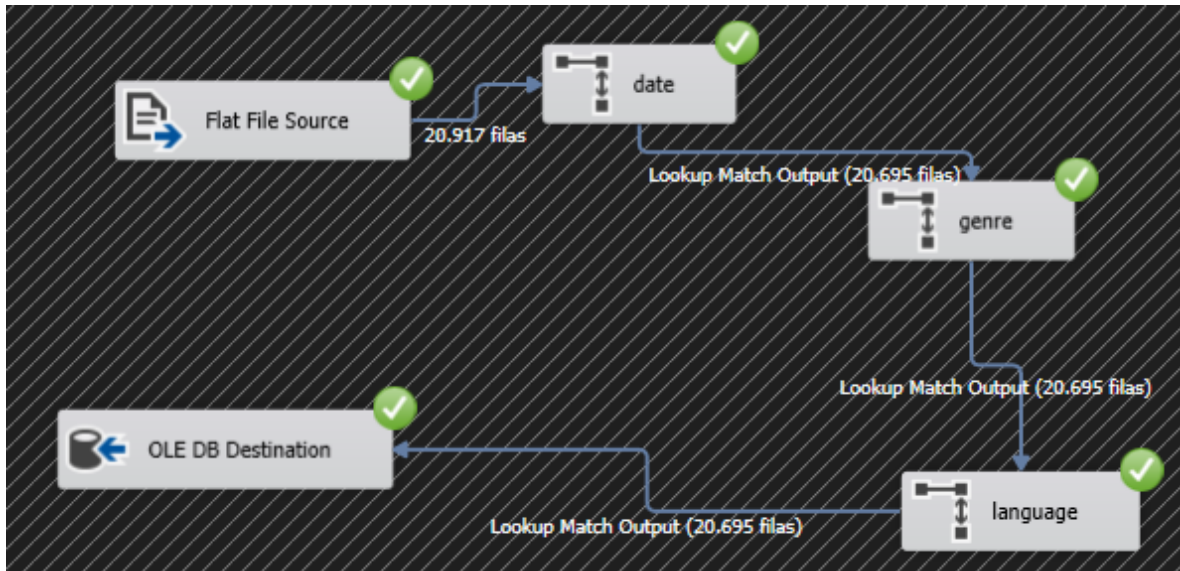 Flat File Source
20.917 filas
date
Lookup Match Output (20.695 filas)
genre
Lookup Match Output (20.695 filas)
language
Lookup Match Output (20.695 filas)
OLE DB Destination